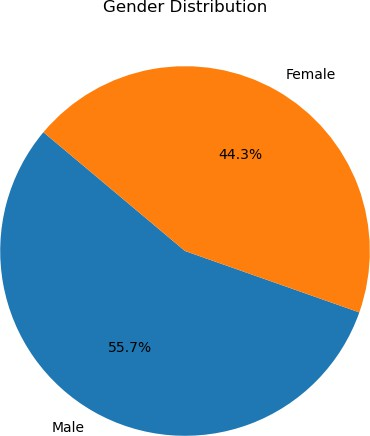 Gender Distribution
Female
44.3%
55.7%
Male